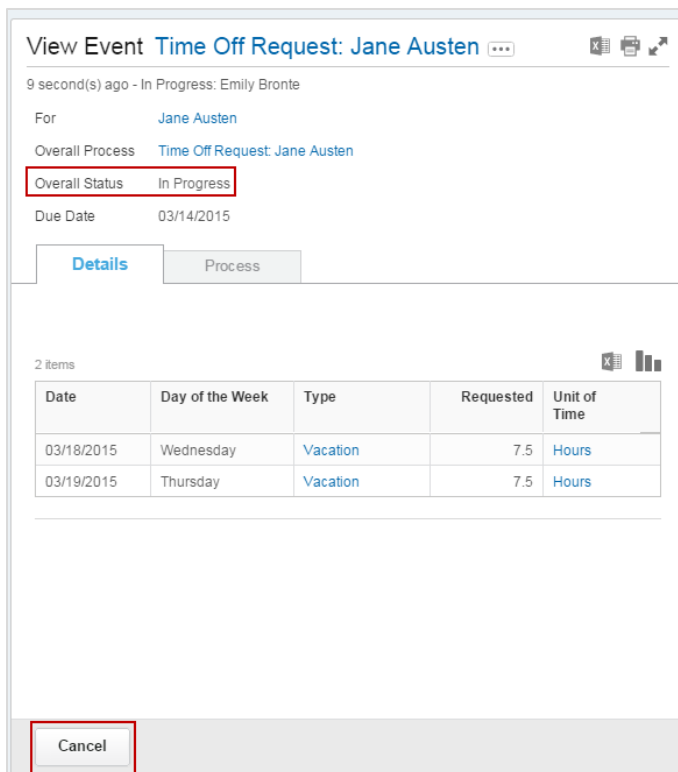 View Event Time Off Request: Jane Austen
9 second(s) ago - In Progress: Emily Bronte
For Jane Austen
Overall Process Time Off Request: Jane Austen
Overall Status In Progress
Due Date 03/14/2015
Details Process
2 items
Date Day of the Week Type Requested Unit of
Time
03/18/2015 Wednesday Vacation 7.5 Hours
03/19/2015 Thursday Vacation 7.5 Hours
Cancel